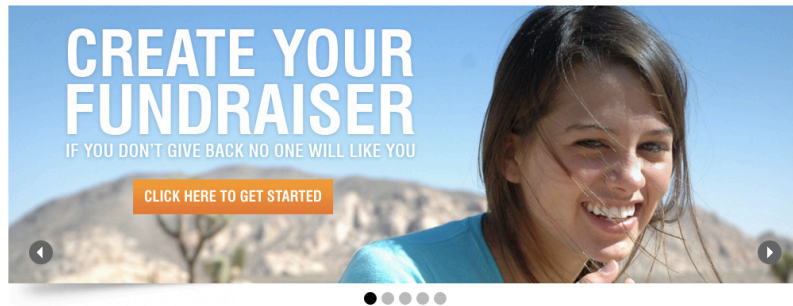 CREATE YOUR
FUNDRAISER
IF YOU DON'T GIVE BACK NO ONE WILL LIKE YOU
CLICK HERE TO GET STARTED